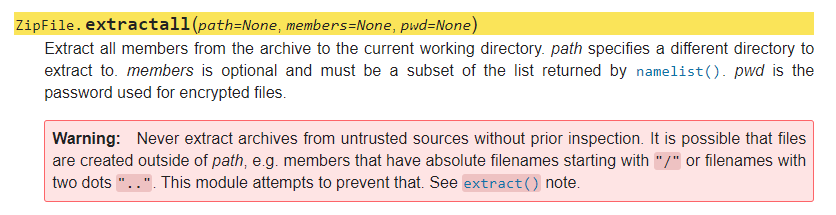 ZipFile.extractall(path=None, members=None, pwd=None)
Extract all members from the archive to the current working directory. path specifies a different directory to
extract to. members is optional and must be a subset of the list returned by namelist(). pwd is the
password used for encrypted files.
Warning: Never extract archives from untrusted sources without prior inspection. It is possible that files
are created outside of path, e.g. members that have absolute filenames starting with "/" or filenames with
two dots "..". This module attempts to prevent that. See extract() note.